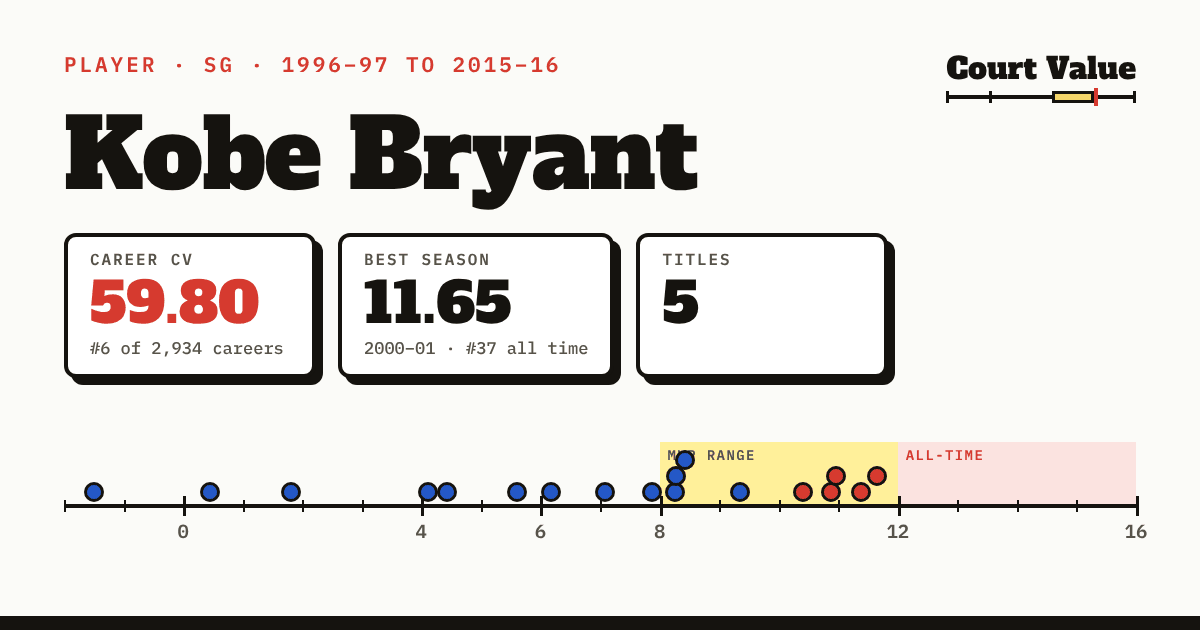 PLAYER · SG · 1996–97 TO 2015–16
Court Value
Kobe Bryant
CAREER CV
59.80
#6 of 2,934 careers
BEST SEASON
11.65
2000–01 · #37 all time
TITLES
5
MVP RANGE
ALL-TIME
0 4 6 8 12 16